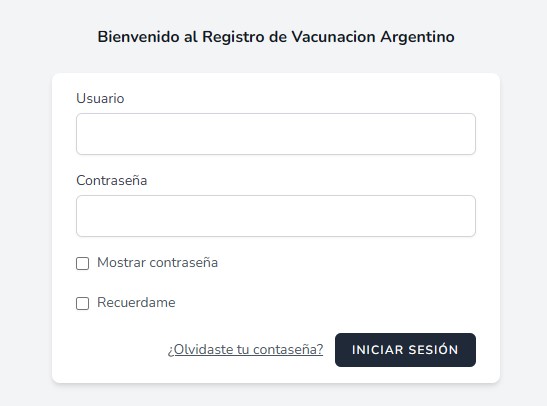 Bienvenido al Registro de Vacunacion Argentino
Usuario
Contraseña
Mostrar contraseña
Recuerdame
¿Olvidaste tu contaseña?
INICIAR SESIÓN